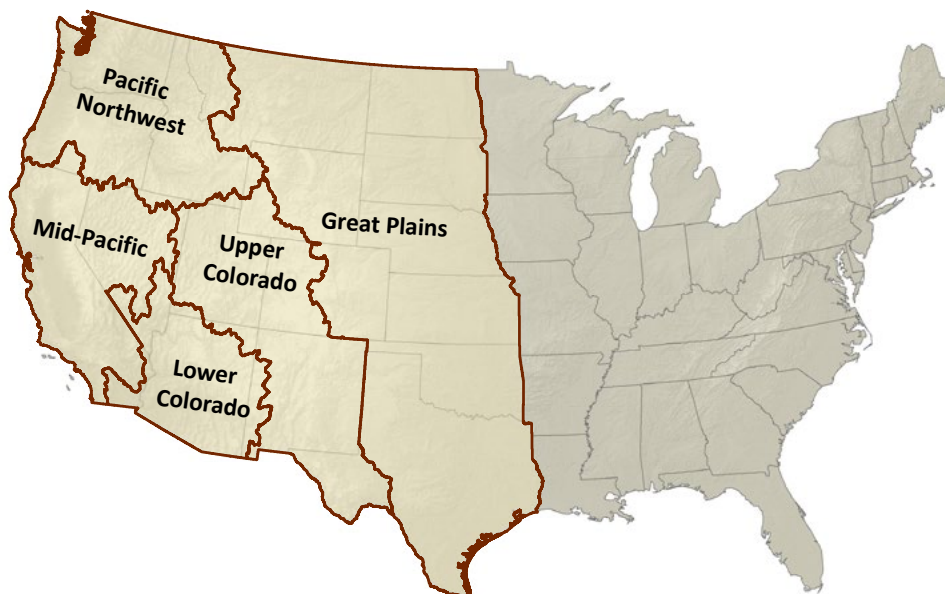 Pacific
Northwest
Mid-Pacific
Upper
Colorado
Great Plains
Lower
Colorado